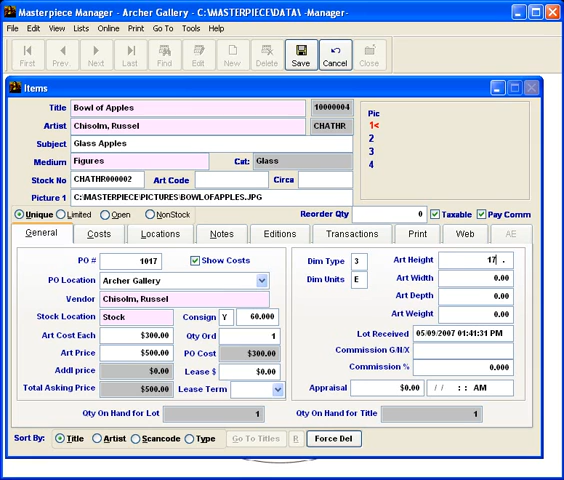 Masterpiece Manager - Archer Gallery - C:\MASTERPIECE\DATA\ -Manager-
File Edit View Lists Online Print Go To Tools Help
First Prev. Next Last Find Edit New Delete Save Cancel Close
Items
Title Bowl of Apples 10000004
Artist Chisolm, Russel CHATHR
Subject Glass Apples
Medium Figures Cat: Glass
Stock No CHATHR000002 Art Code Circa
Picture 1 C:\MASTERPIECE\PICTURES\BOWLOFAPPLES.JPG
Pic
1<
2
3
4
Unique Limited Open NonStock Reorder Qty 0 Taxable Pay Comm
General Costs Locations Notes Editions Transactions Print Web AE
PO # 1017 Show Costs
PO Location Archer Gallery
Vendor Chisolm, Russel
Stock Location Stock Consign Y 60.000
Art Cost Each $300.00 Qty Ord 1
Art Price $500.00 PO Cost $300.00
Addl price $0.00 Lease $ $0.00
Total Asking Price $500.00 Lease Term
Dim Type 3 Art Height 17 .
Dim Units E Art Width 0.00
Art Depth 0.00
Art Weight 0.00
Lot Received 05/09/2007 01:41:31 PM
Commission G/N/X
Commission % 0.000
Appraisal $0.00 / / : : AM
Qty On Hand for Lot 1 Qty On Hand for Title 1
Sort By: Title Artist Scancode Type Go To Titles R Force Del